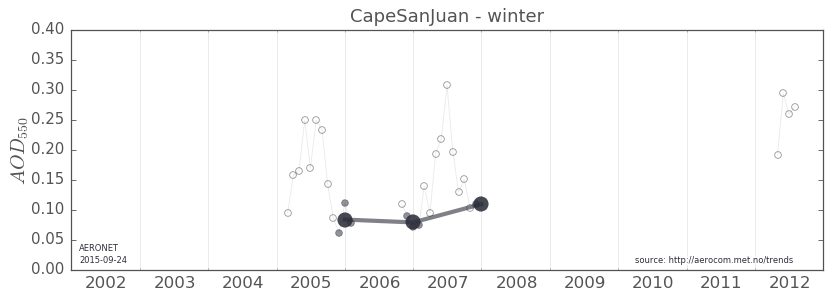 CapeSanJuan - winter
0.40
0.35
0.30
0.25
0.20
0.15
0.10
0.05
0.00
AOD550
AERONET
2015-09-24
source: http://aerocom.met.no/trends
2002 2003 2004 2005 2006 2007 2008 2009 2010 2011 2012